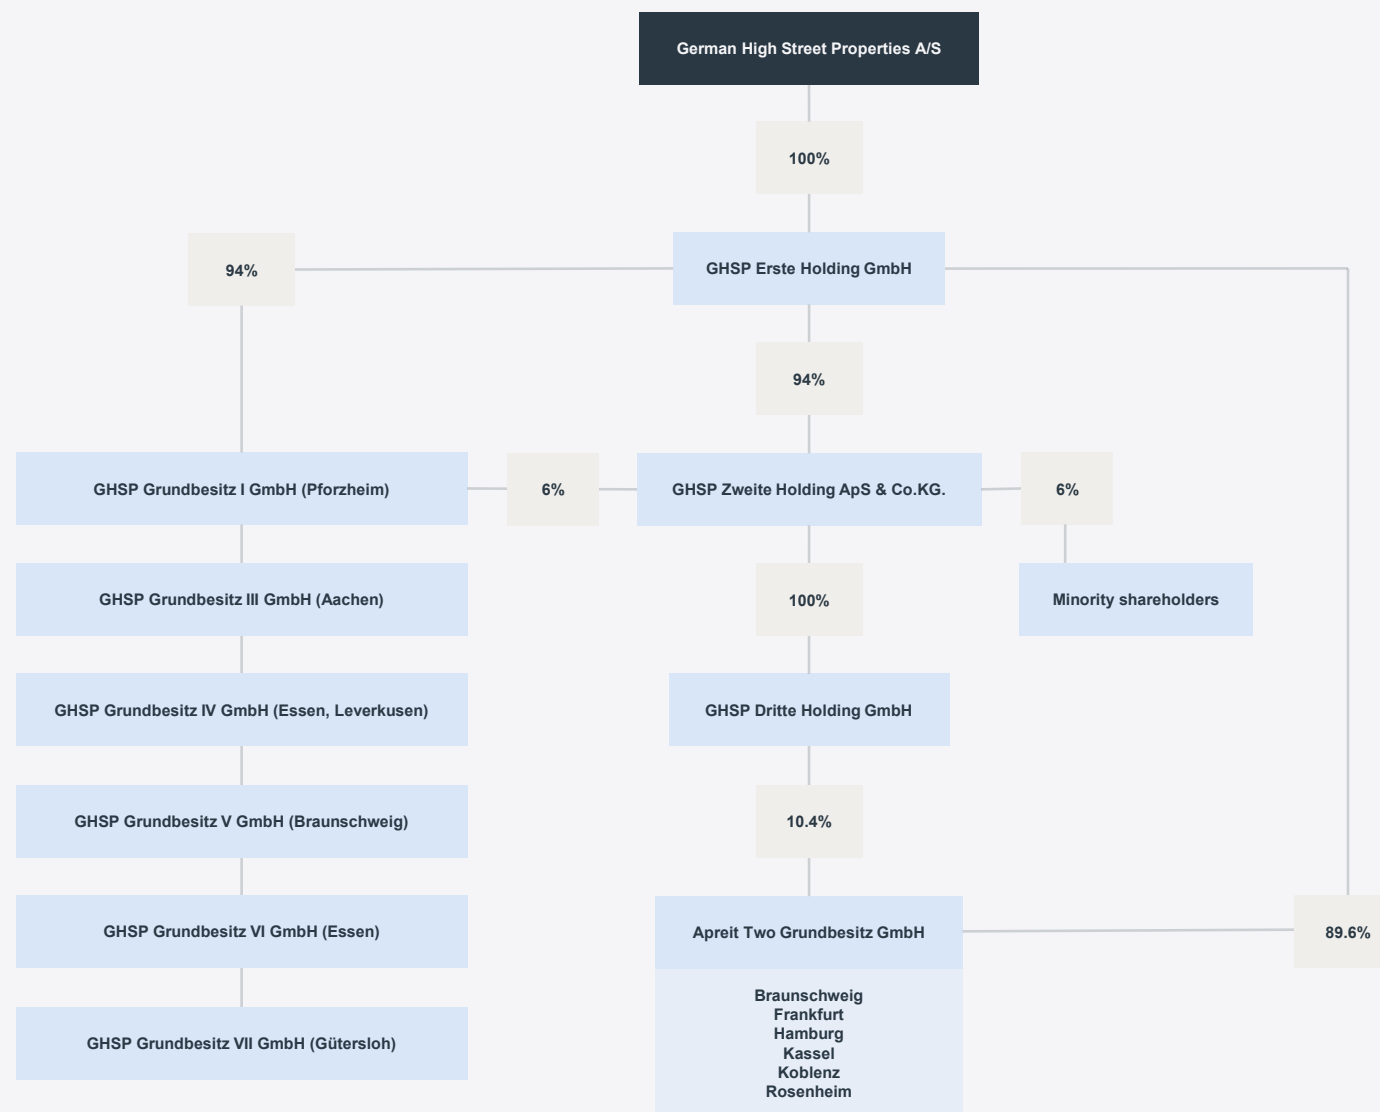 German High Street Properties A/S
100%
94%
GHSP Erste Holding GmbH
94%
GHSP Grundbesitz I GmbH (Pforzheim)
6%
GHSP Zweite Holding ApS & Co.KG.
6%
GHSP Grundbesitz III GmbH (Aachen)
100%
Minority shareholders
GHSP Grundbesitz IV GmbH (Essen, Leverkusen)
GHSP Dritte Holding GmbH
GHSP Grundbesitz V GmbH (Braunschweig)
10.4%
GHSP Grundbesitz VI GmbH (Essen)
Apreit Two Grundbesitz GmbH
89.6%
Braunschweig
Frankfurt
Hamburg
Kassel
Koblenz
Rosenheim
GHSP Grundbesitz VII GmbH (Gütersloh)